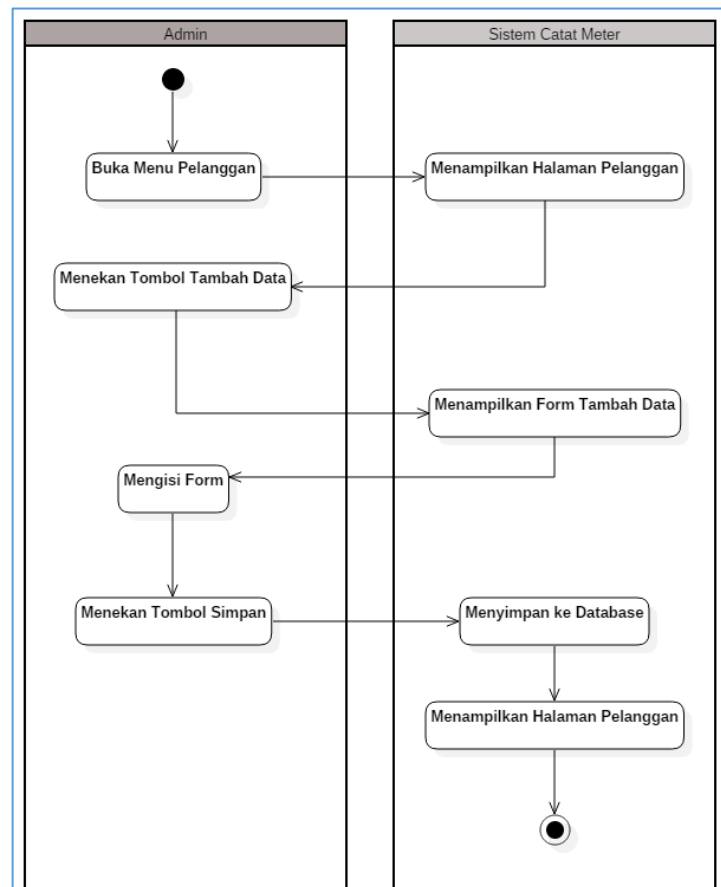 Admin
Sistem Catat Meter
Buka Menu Pelanggan
Menampilkan Halaman Pelanggan
Menekan Tombol Tambah Data
Menampilkan Form Tambah Data
Mengisi Form
Menekan Tombol Simpan
Menyimpan ke Database
Menampilkan Halaman Pelanggan